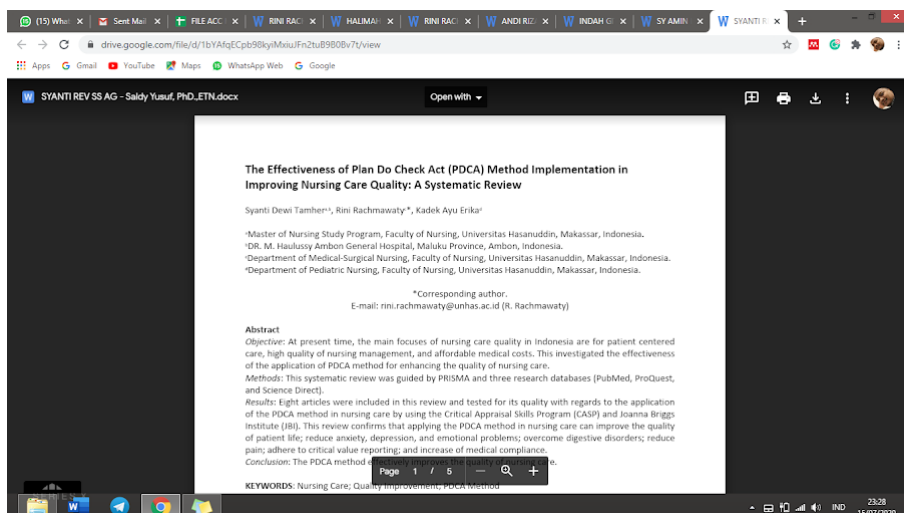 (15) What
Sent Mail
FILE ACC
RINI RAC
HALIMAH
RINI RAC
ANDI RIZ
INDAH G
SY AMIN
SYANTI R
drive.google.com/file/d/1bYAfqECpb98kyiMxiuJFn2tuB980Bv7t/view
Apps Gmail YouTube Maps WhatsApp Web Google
SYANTI REV SS AG - Saldy Yusuf, PhD.,ETN.docx
Open with
The Effectiveness of Plan Do Check Act (PDCA) Method Implementation in
Improving Nursing Care Quality: A Systematic Review
Syanti Dewi Tamher, Rini Rachmawaty *, Kadek Ayu Erika
Master of Nursing Study Program, Faculty of Nursing, Universitas Hasanuddin, Makassar, Indonesia.
DR. M. Haulussy Ambon General Hospital, Maluku Province, Ambon, Indonesia.
Department of Medical-Surgical Nursing, Faculty of Nursing, Universitas Hasanuddin, Makassar, Indonesia.
Department of Pediatric Nursing, Faculty of Nursing, Universitas Hasanuddin, Makassar, Indonesia.
*Corresponding author.
E-mail: rini.rachmawaty@unhas.ac.id (R. Rachmawaty)
Abstract
Objective: At present time, the main focuses of nursing care quality in Indonesia are for patient centered
care, high quality of nursing management, and affordable medical costs. This investigated the effectiveness
of the application of PDCA method for enhancing the quality of nursing care.
Methods: This systematic review was guided by PRISMA and three research databases (PubMed, ProQuest,
and Science Direct).
Results: Eight articles were included in this review and tested for its quality with regards to the application
of the PDCA method in nursing care by using the Critical Appraisal Skills Program (CASP) and Joanna Briggs
Institute (JBI). This review confirms that applying the PDCA method in nursing care can improve the quality
of patient life; reduce anxiety, depression, and emotional problems; overcome digestive disorders; reduce
pain; adhere to critical value reporting; and increase of medical compliance.
Conclusion: The PDCA method effectively improves the quality of nursing care.
Page 1 / 5
KEYWORDS: Nursing Care; Quality Improvement; PDCA Method
IND
23:28
15/07/2020